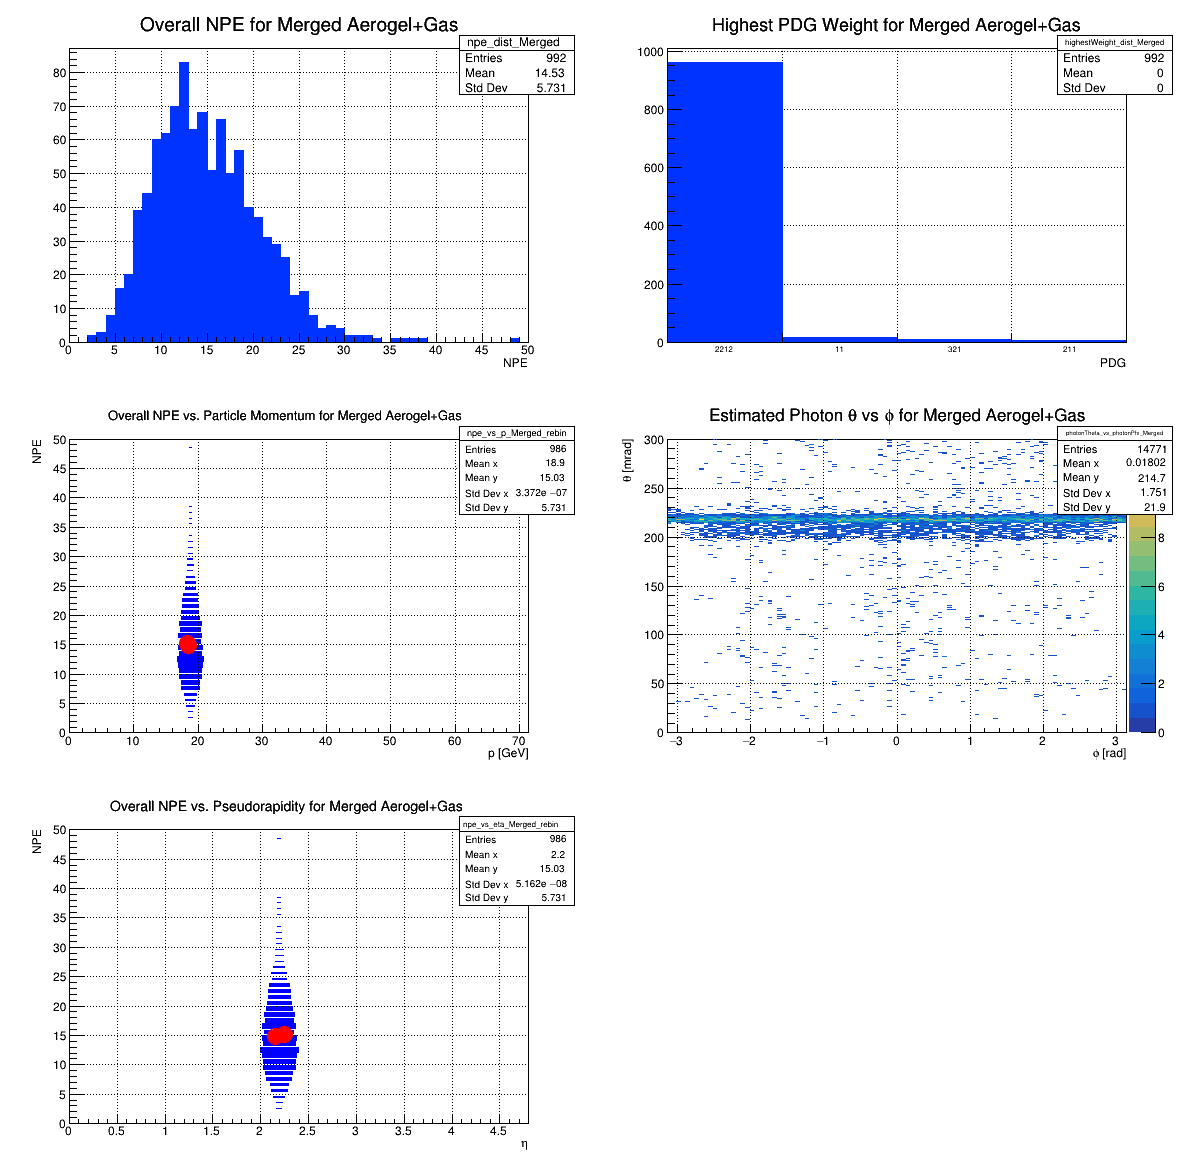 Overall NPE for Merged Aerogel+Gas
npe_dist_Merged
Entries 992
Mean 14.53
Std Dev 5.731
80
70
60
50
40
30
20
10
0
0 5 10 15 20 25 30 35 40 45 50
NPE
Highest PDG Weight for Merged Aerogel+Gas
highestWeight_dist_Merged
Entries 992
Mean 0
Std Dev 0
1000
800
600
400
200
0
2212 11 321 211
PDG
Overall NPE vs. Particle Momentum for Merged Aerogel+Gas
npe_vs_p_Merged_rebin
Entries 986
Mean x 18.9
Mean y 15.03
Std Dev x 3.372e −07
Std Dev y 5.731
NPE
50
45
40
35
30
25
20
15
10
5
0
0 10 20 30 40 50 60 70
p [GeV]
Estimated Photon θ vs ϕ for Merged Aerogel+Gas
photonTheta_vs_photonPhi_Merged
Entries 14771
Mean x 0.01802
Mean y 214.7
Std Dev x 1.751
Std Dev y 21.9
θ [mrad]
300
250
200
150
100
50
0
−3 −2 −1 0 1 2 3
ϕ [rad]
8
6
4
2
0
Overall NPE vs. Pseudorapidity for Merged Aerogel+Gas
npe_vs_eta_Merged_rebin
Entries 986
Mean x 2.2
Mean y 15.03
Std Dev x 5.162e −08
Std Dev y 5.731
NPE
50
45
40
35
30
25
20
15
10
5
0
0 0.5 1 1.5 2 2.5 3 3.5 4 4.5
η